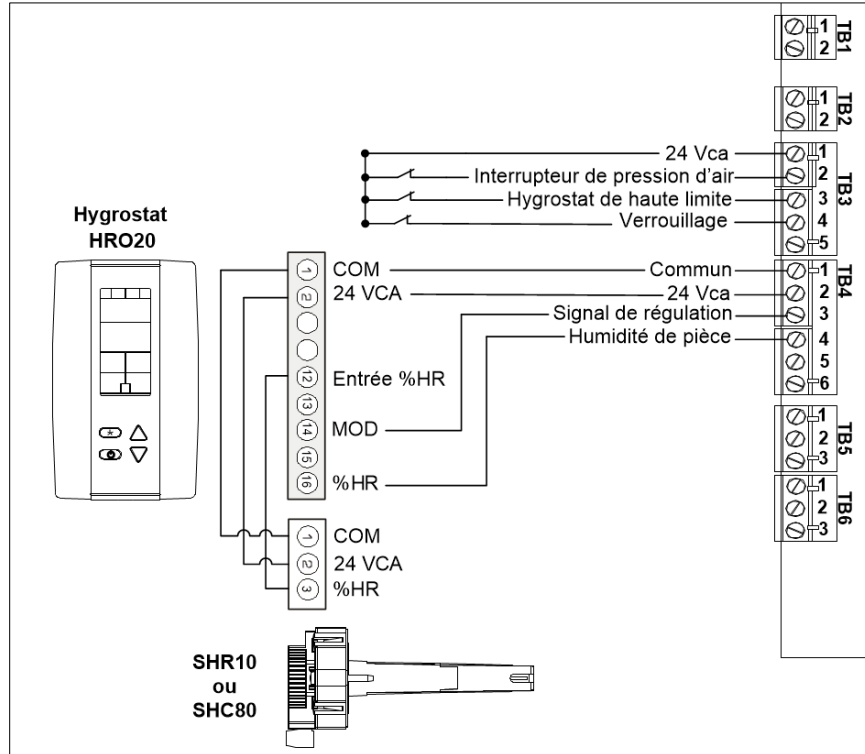 1 TB1
2
1 TB2
2
24 Vca 1
Interrupteur de pression d'air 2
TB3
Hygrostat de haute limite 3
Verrouillage 4
5
Hygrostat
HRO20
1 COM Commun 1
TB4
2 24 VCA 24 Vca 2
Signal de régulation 3
Humidité de pièce 4
5
6
12 Entrée %HR
13
14 MOD
15
16 %HR
1 TB5
2
3
1 TB6
2
3
1 COM
2 24 VCA
3 %HR
SHR10
ou
SHC80